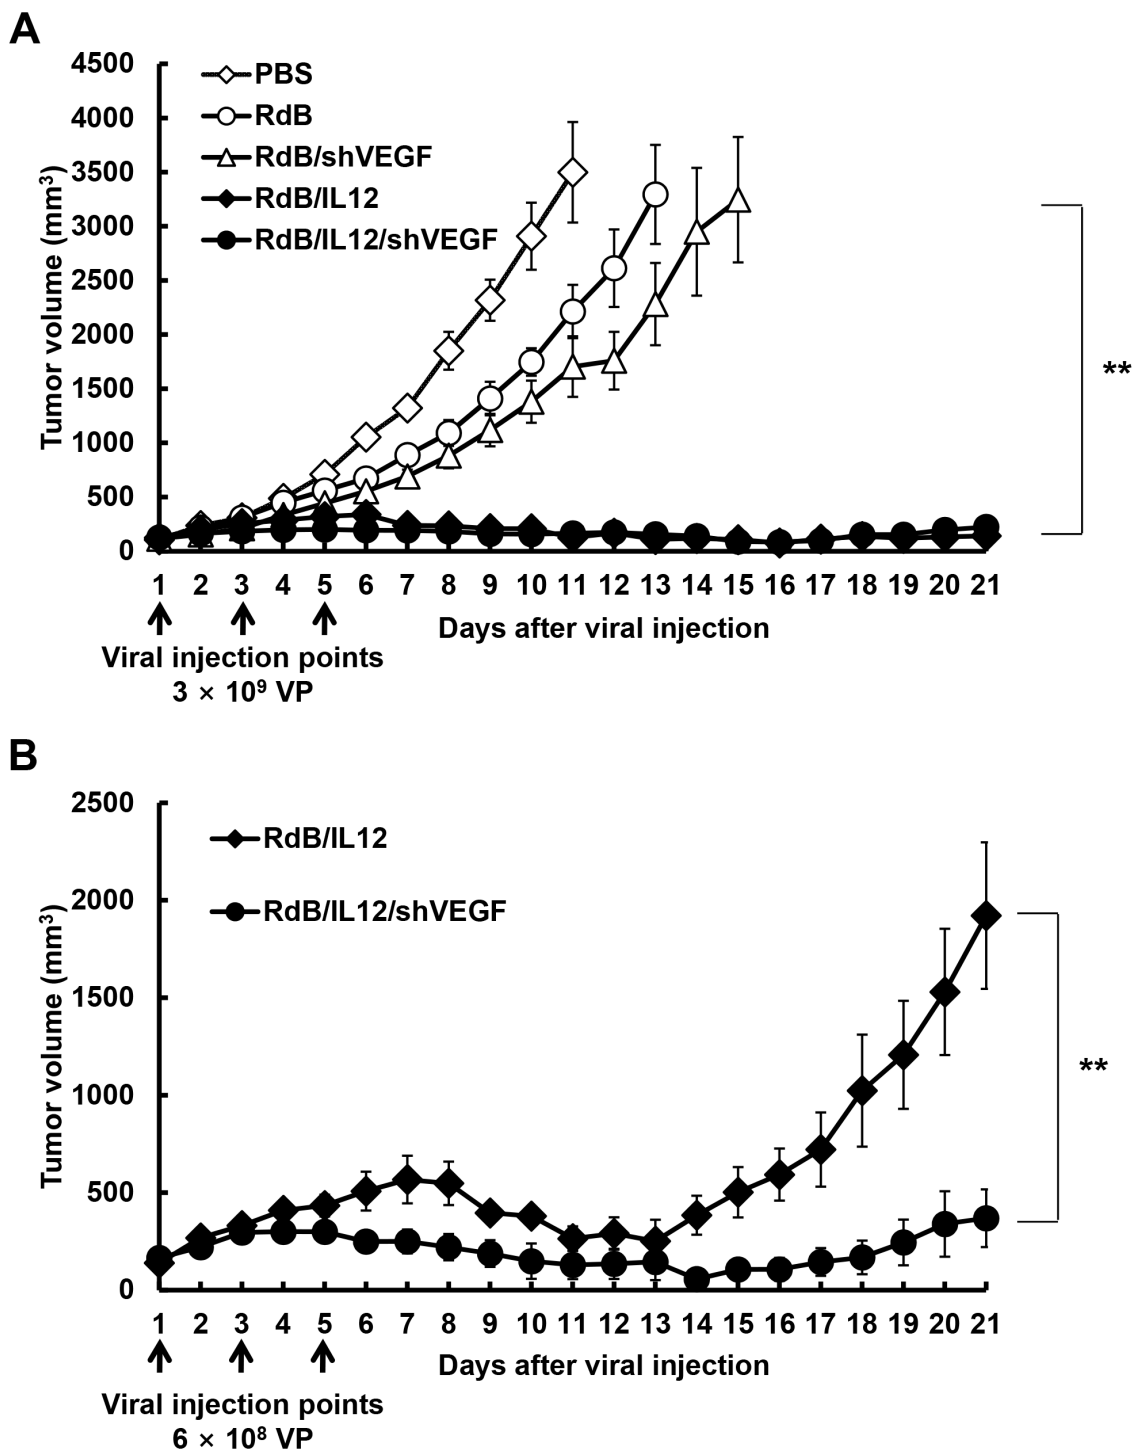 A
4500
4000
3500
3000
2500
2000
1500
1000
500
0
Tumor volume (mm³)
PBS
RdB
RdB/shVEGF
RdB/IL12
RdB/IL12/shVEGF
**
1 2 3 4 5 6 7 8 9 10 11 12 13 14 15 16 17 18 19 20 21
Days after viral injection
Viral injection points
3 × 10⁹ VP
B
2500
2000
1500
1000
500
0
Tumor volume (mm³)
RdB/IL12
RdB/IL12/shVEGF
**
1 2 3 4 5 6 7 8 9 10 11 12 13 14 15 16 17 18 19 20 21
Days after viral injection
Viral injection points
6 × 10⁸ VP